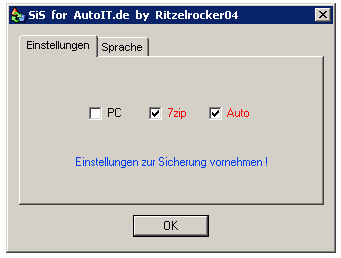 SiS for AutoIT.de by Ritzelrocker04
Einstellungen Sprache
PC 7zip Auto
Einstellungen zur Sicherung vornehmen !
OK